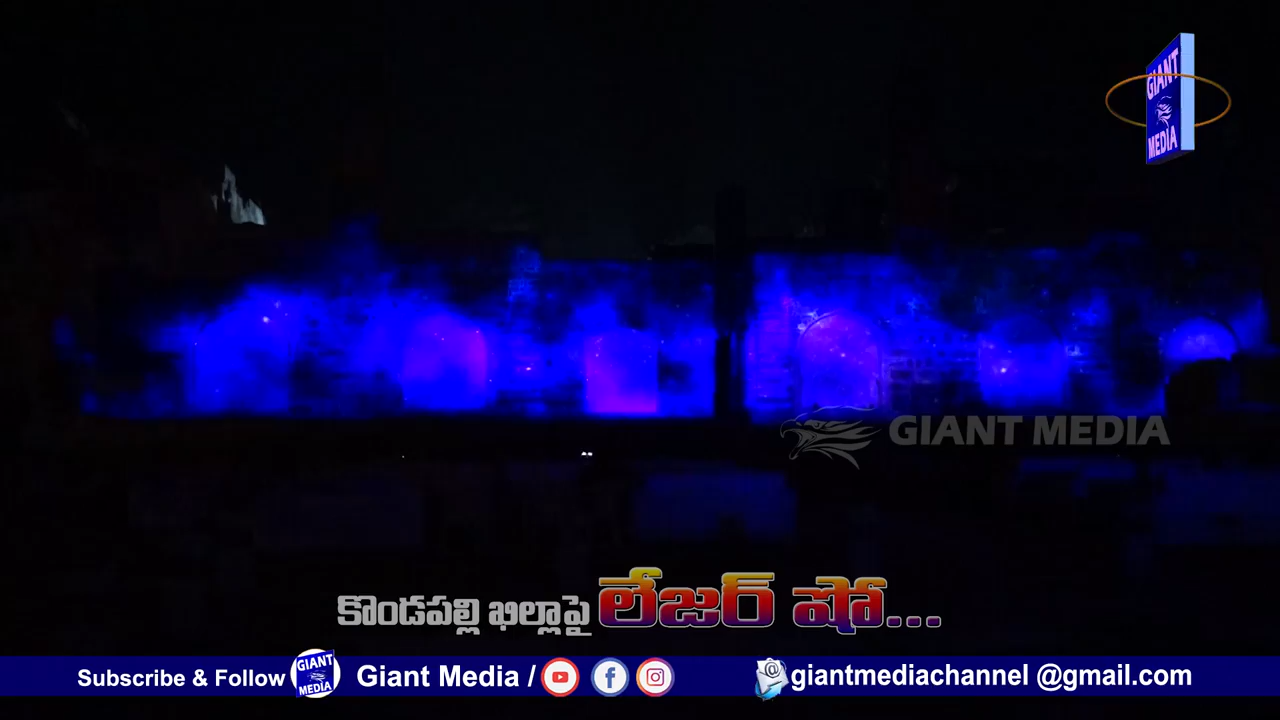 GIANT
MEDIA
GIANT MEDIA
కొండపల్లి ఖిల్లాపై లేజర్ షో...
Subscribe & Follow GIANT MEDIA Giant Media / giantmediachannel @gmail.com